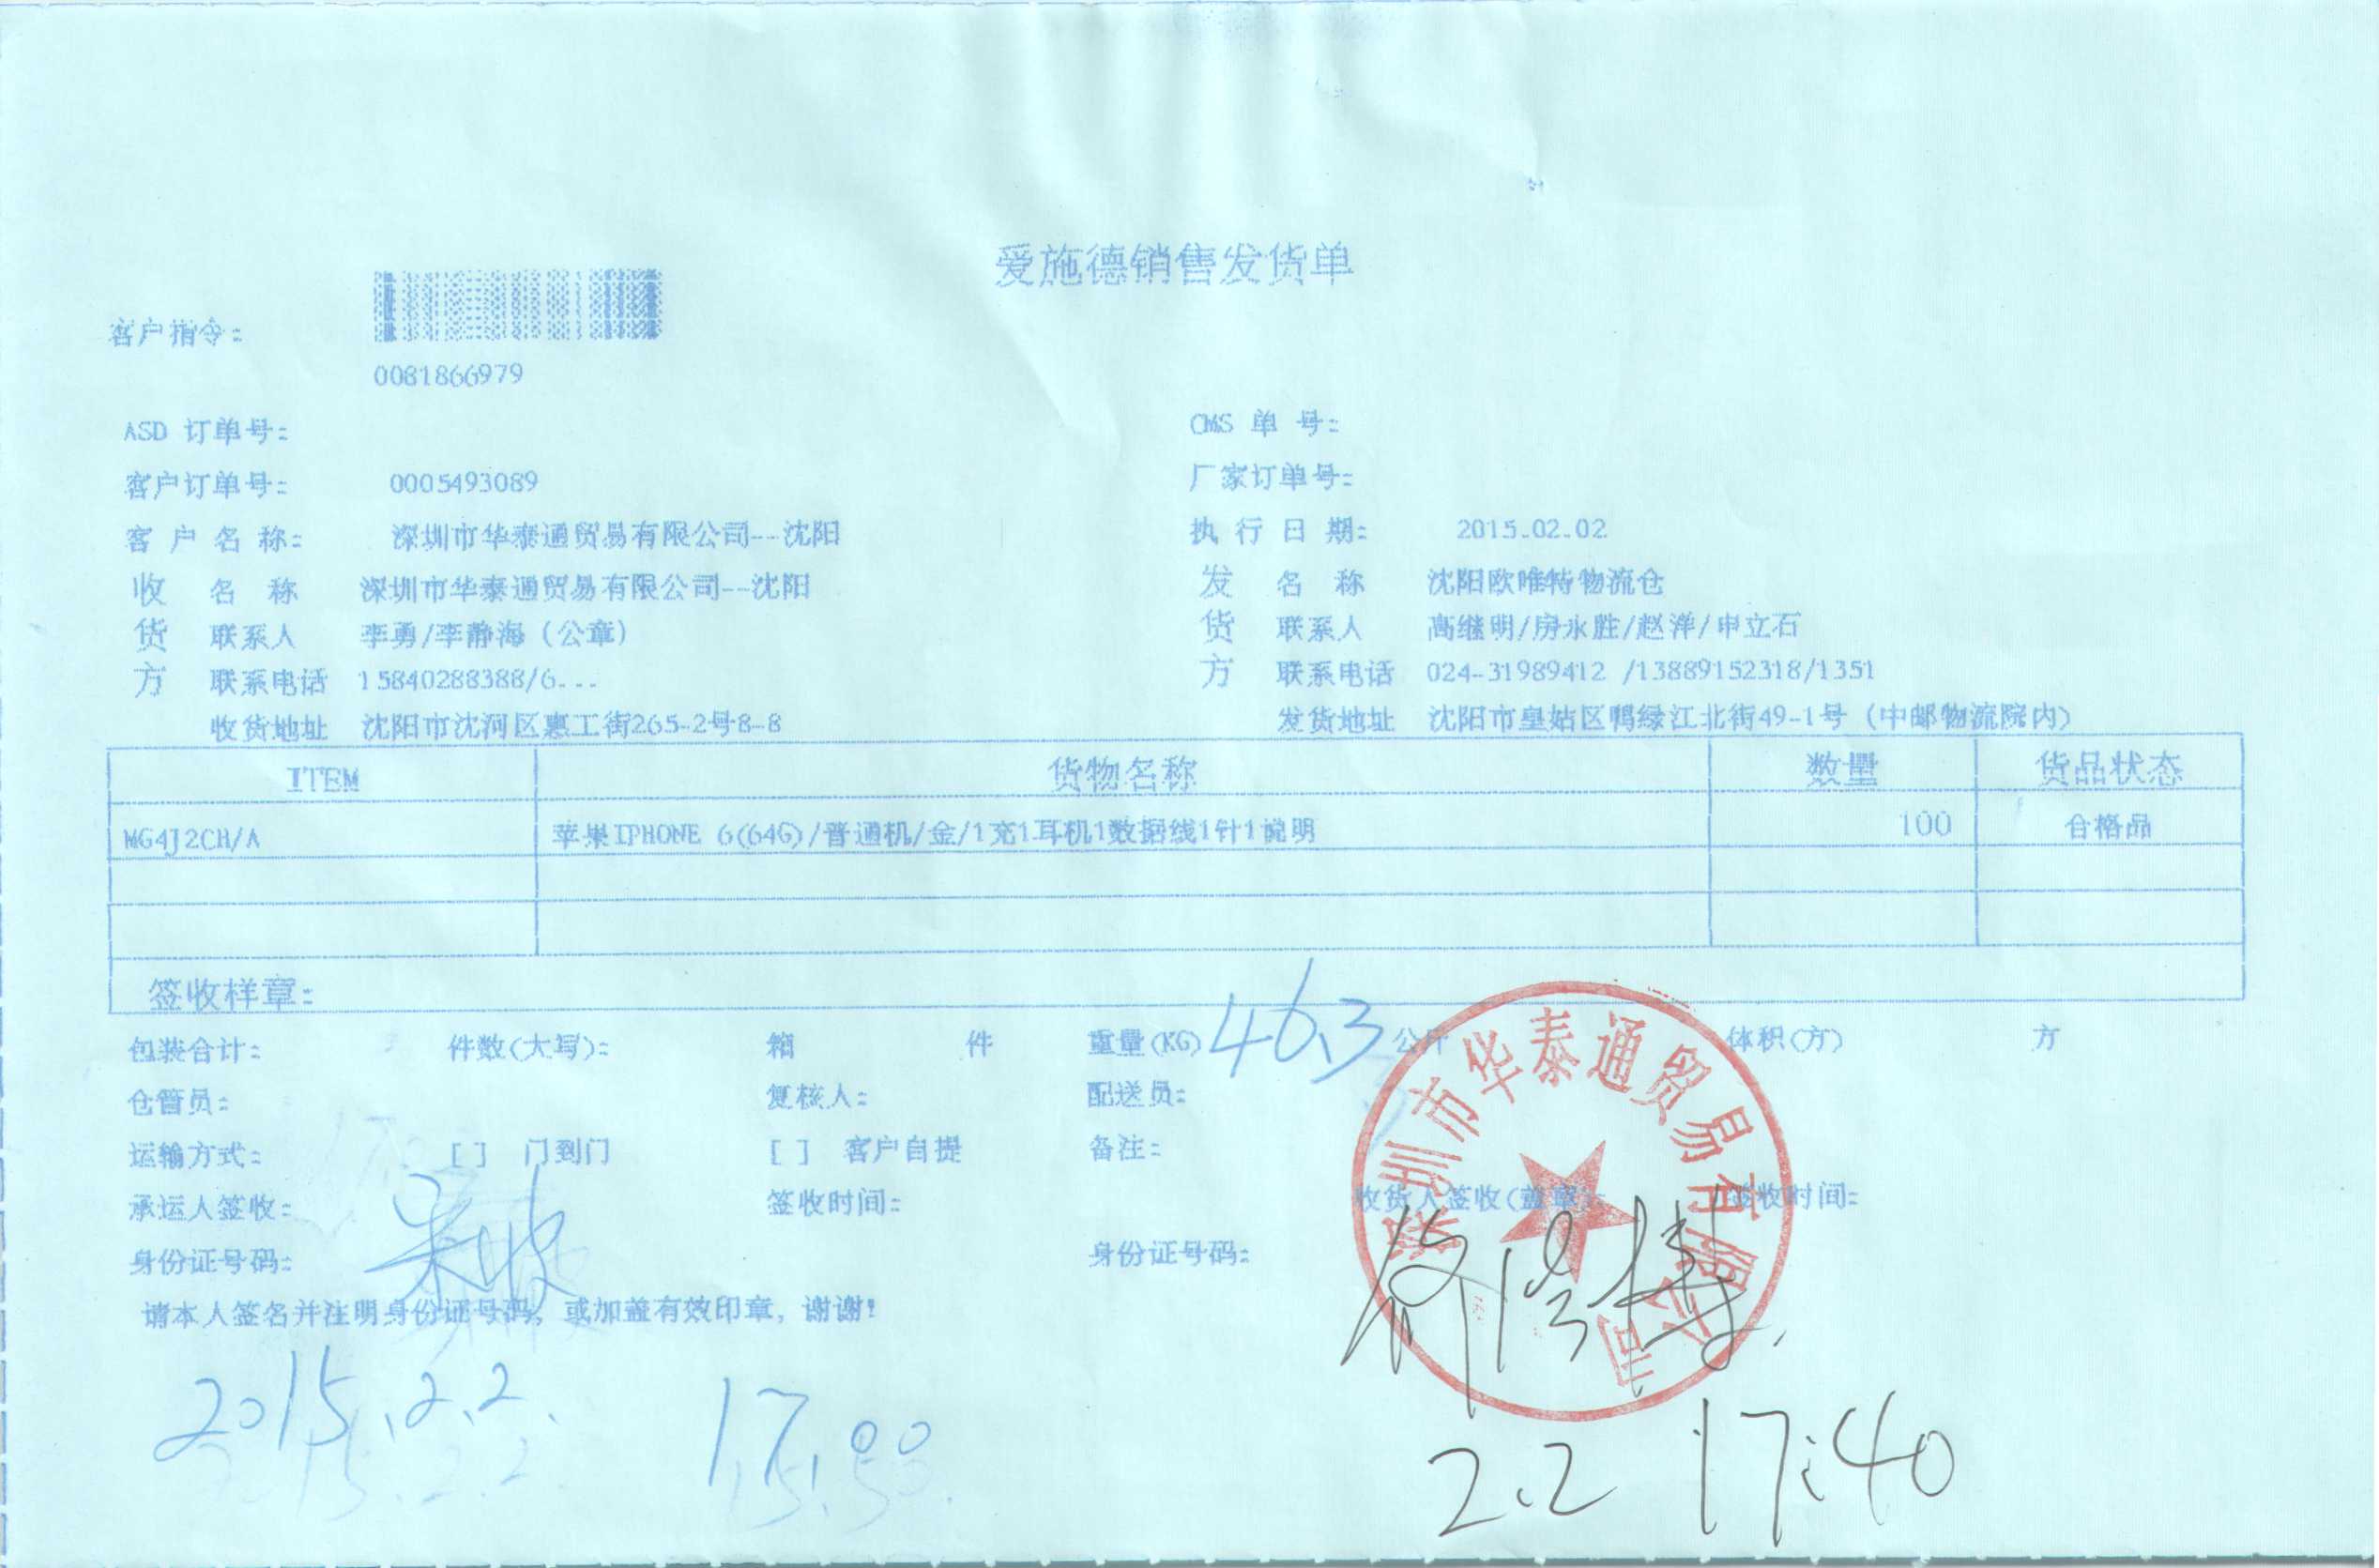 爱施德销售发货单
客户指令:
0081866979
ASD 订单号:
CMS 单 号:
客户订单号: 0005493089
厂家订单号:
客 户 名 称: 深圳市华泰通贸易有限公司--沈阳
执 行 日 期: 2015.02.02
收货方
名 称 深圳市华泰通贸易有限公司--沈阳
联系人 李勇/李静海（公章）
联系电话 15840288388/6...
收货地址 沈阳市沈河区惠工街265-2号8-8
发货方
名 称 沈阳欧唯特物流仓
联系人 高继明/房永胜/赵洋/申立石
联系电话 024-31989412 /13889152318/1351
发货地址 沈阳市皇姑区鸭绿江北街49-1号（中邮物流院内）
ITEM 货物名称 数量 货品状态
MG4J2CH/A 苹果IPHONE 6(64G)/普通机/金/1充1耳机1数据线1针1说明 100 合格品
签收样章:
包装合计: 件数(大写): 箱 件 重量(KG) 46.3 公斤 体积(方) 方
仓管员: 复核人: 配送员:
运输方式: [ ] 门到门 [ ] 客户自提 备注:
承运人签收: 签收时间: 收货人签收(盖章): 签收时间:
身份证号码: 身份证号码:
请本人签名并注明身份证号码，或加盖有效印章，谢谢!
深圳市华泰通贸易有限公司
2015.2.2. 17.00
2.2 17:40